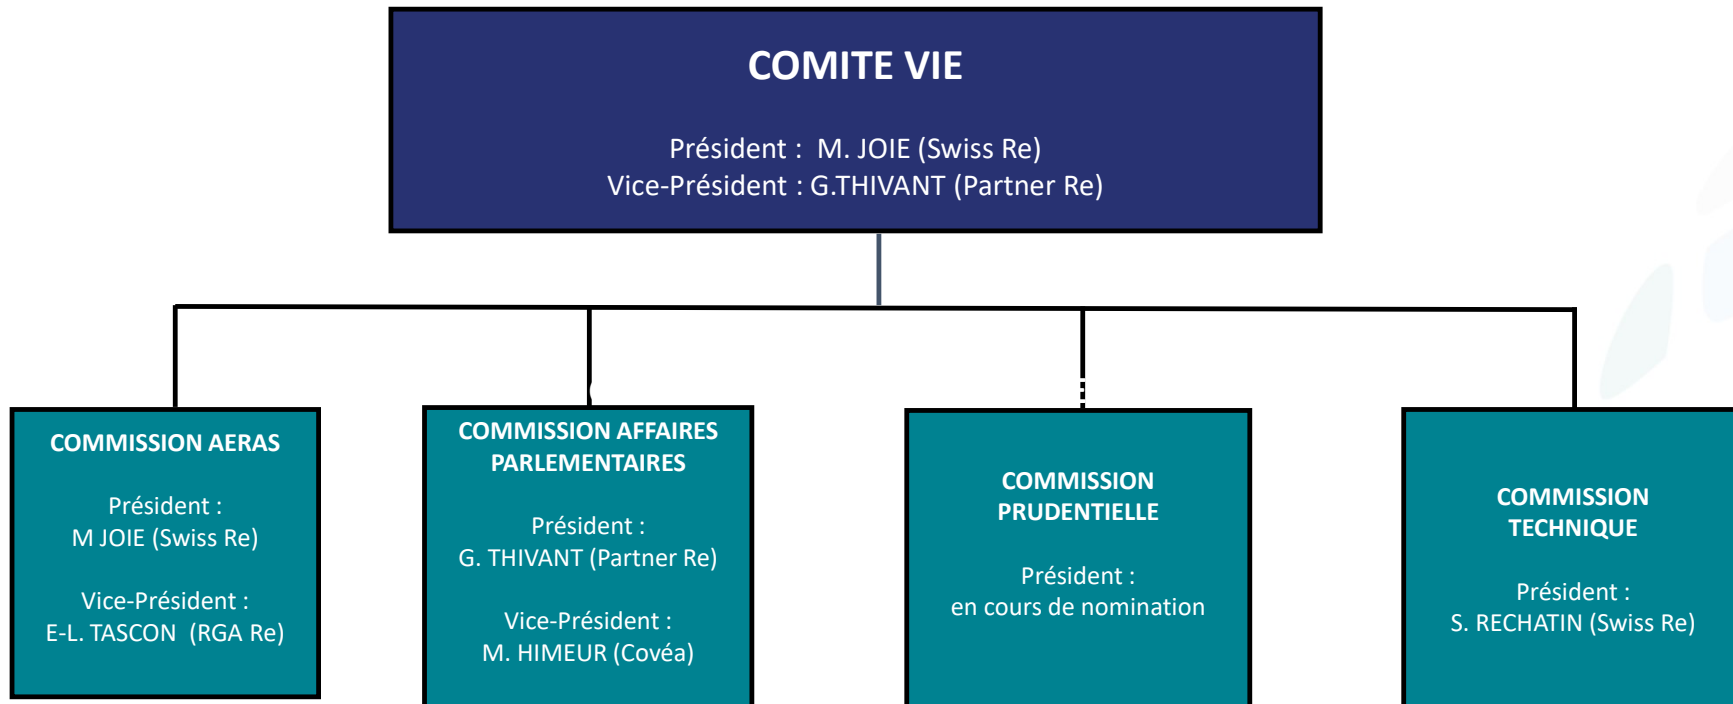 COMITE VIE
Président : M. JOIE (Swiss Re)
Vice-Président : G.THIVANT (Partner Re)
COMMISSION AERAS
Président :
M JOIE (Swiss Re)
Vice-Président :
E-L. TASCON (RGA Re)
COMMISSION AFFAIRES
PARLEMENTAIRES
Président :
G. THIVANT (Partner Re)
Vice-Président :
M. HIMEUR (Covéa)
COMMISSION
PRUDENTIELLE
Président :
en cours de nomination
COMMISSION
TECHNIQUE
Président :
S. RECHATIN (Swiss Re)